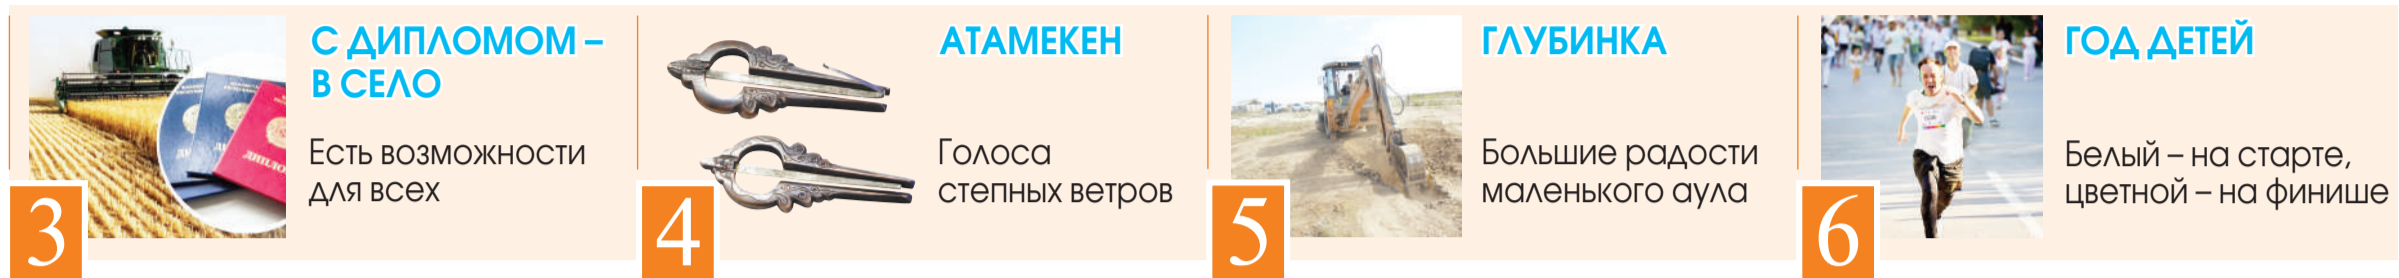 С ДИПЛОМОМ –
В СЕЛО
Есть возможности
для всех
3
АТАМЕКЕН
Голоса
степных ветров
4
ГЛУБИНКА
Большие радости
маленького аула
5
ГОД ДЕТЕЙ
Белый – на старте,
цветной – на финише
6